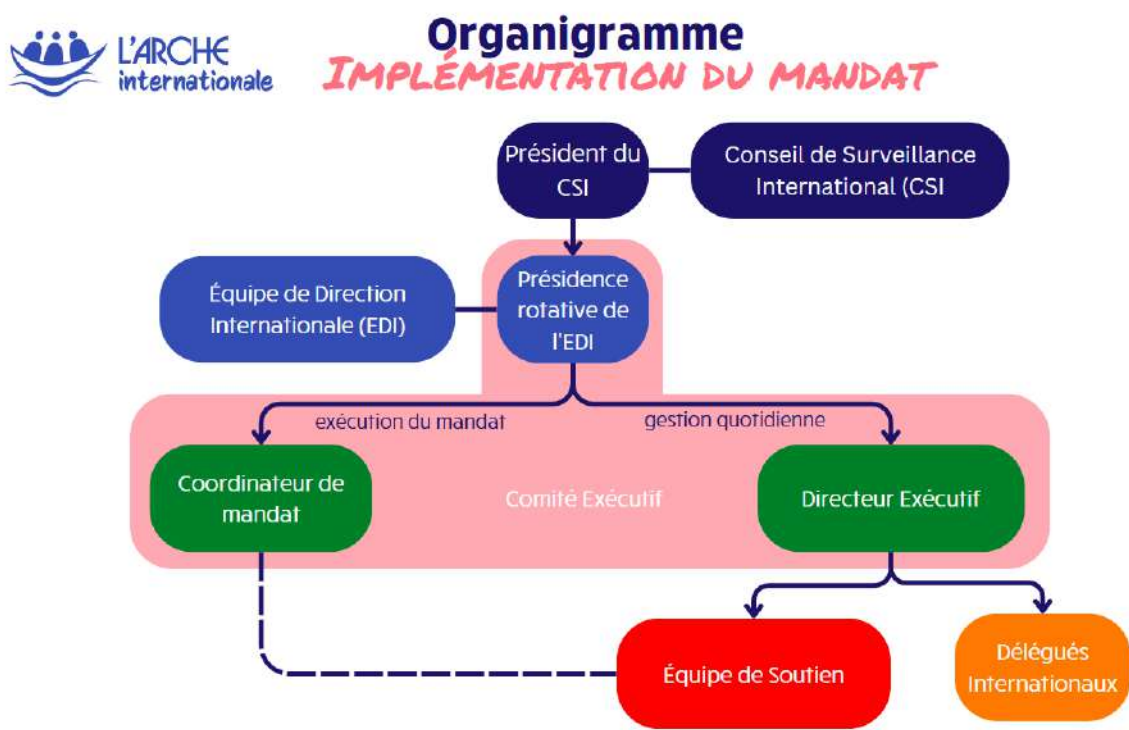 L'ARCHE
internationale
Organigramme
IMPLÉMENTATION DU MANDAT
Président du
CSI
Conseil de Surveillance
International (CSI
Équipe de Direction
Internationale (EDI)
Présidence
rotative de
l'EDI
exécution du mandat
gestion quotidienne
Coordinateur de
mandat
Comité Exécutif
Directeur Exécutif
Équipe de Soutien
Délégués
Internationaux